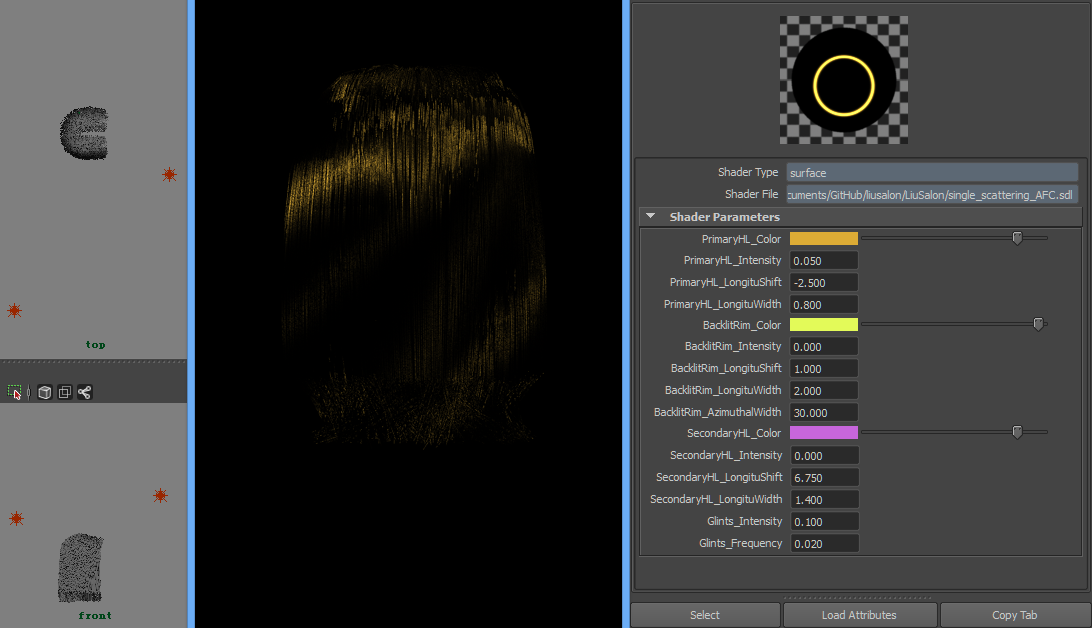 top
front
Shader Type surface
Shader File cuments/GitHub/liusalon/LiuSalon/single_scattering_AFC.sdl
Shader Parameters
PrimaryHL_Color
PrimaryHL_Intensity 0.050
PrimaryHL_LongituShift -2.500
PrimaryHL_LongituWidth 0.800
BacklitRim_Color
BacklitRim_Intensity 0.000
BacklitRim_LongituShift 1.000
BacklitRim_LongituWidth 2.000
BacklitRim_AzimuthalWidth 30.000
SecondaryHL_Color
SecondaryHL_Intensity 0.000
SecondaryHL_LongituShift 6.750
SecondaryHL_LongituWidth 1.400
Glints_Intensity 0.100
Glints_Frequency 0.020
Select Load Attributes Copy Tab